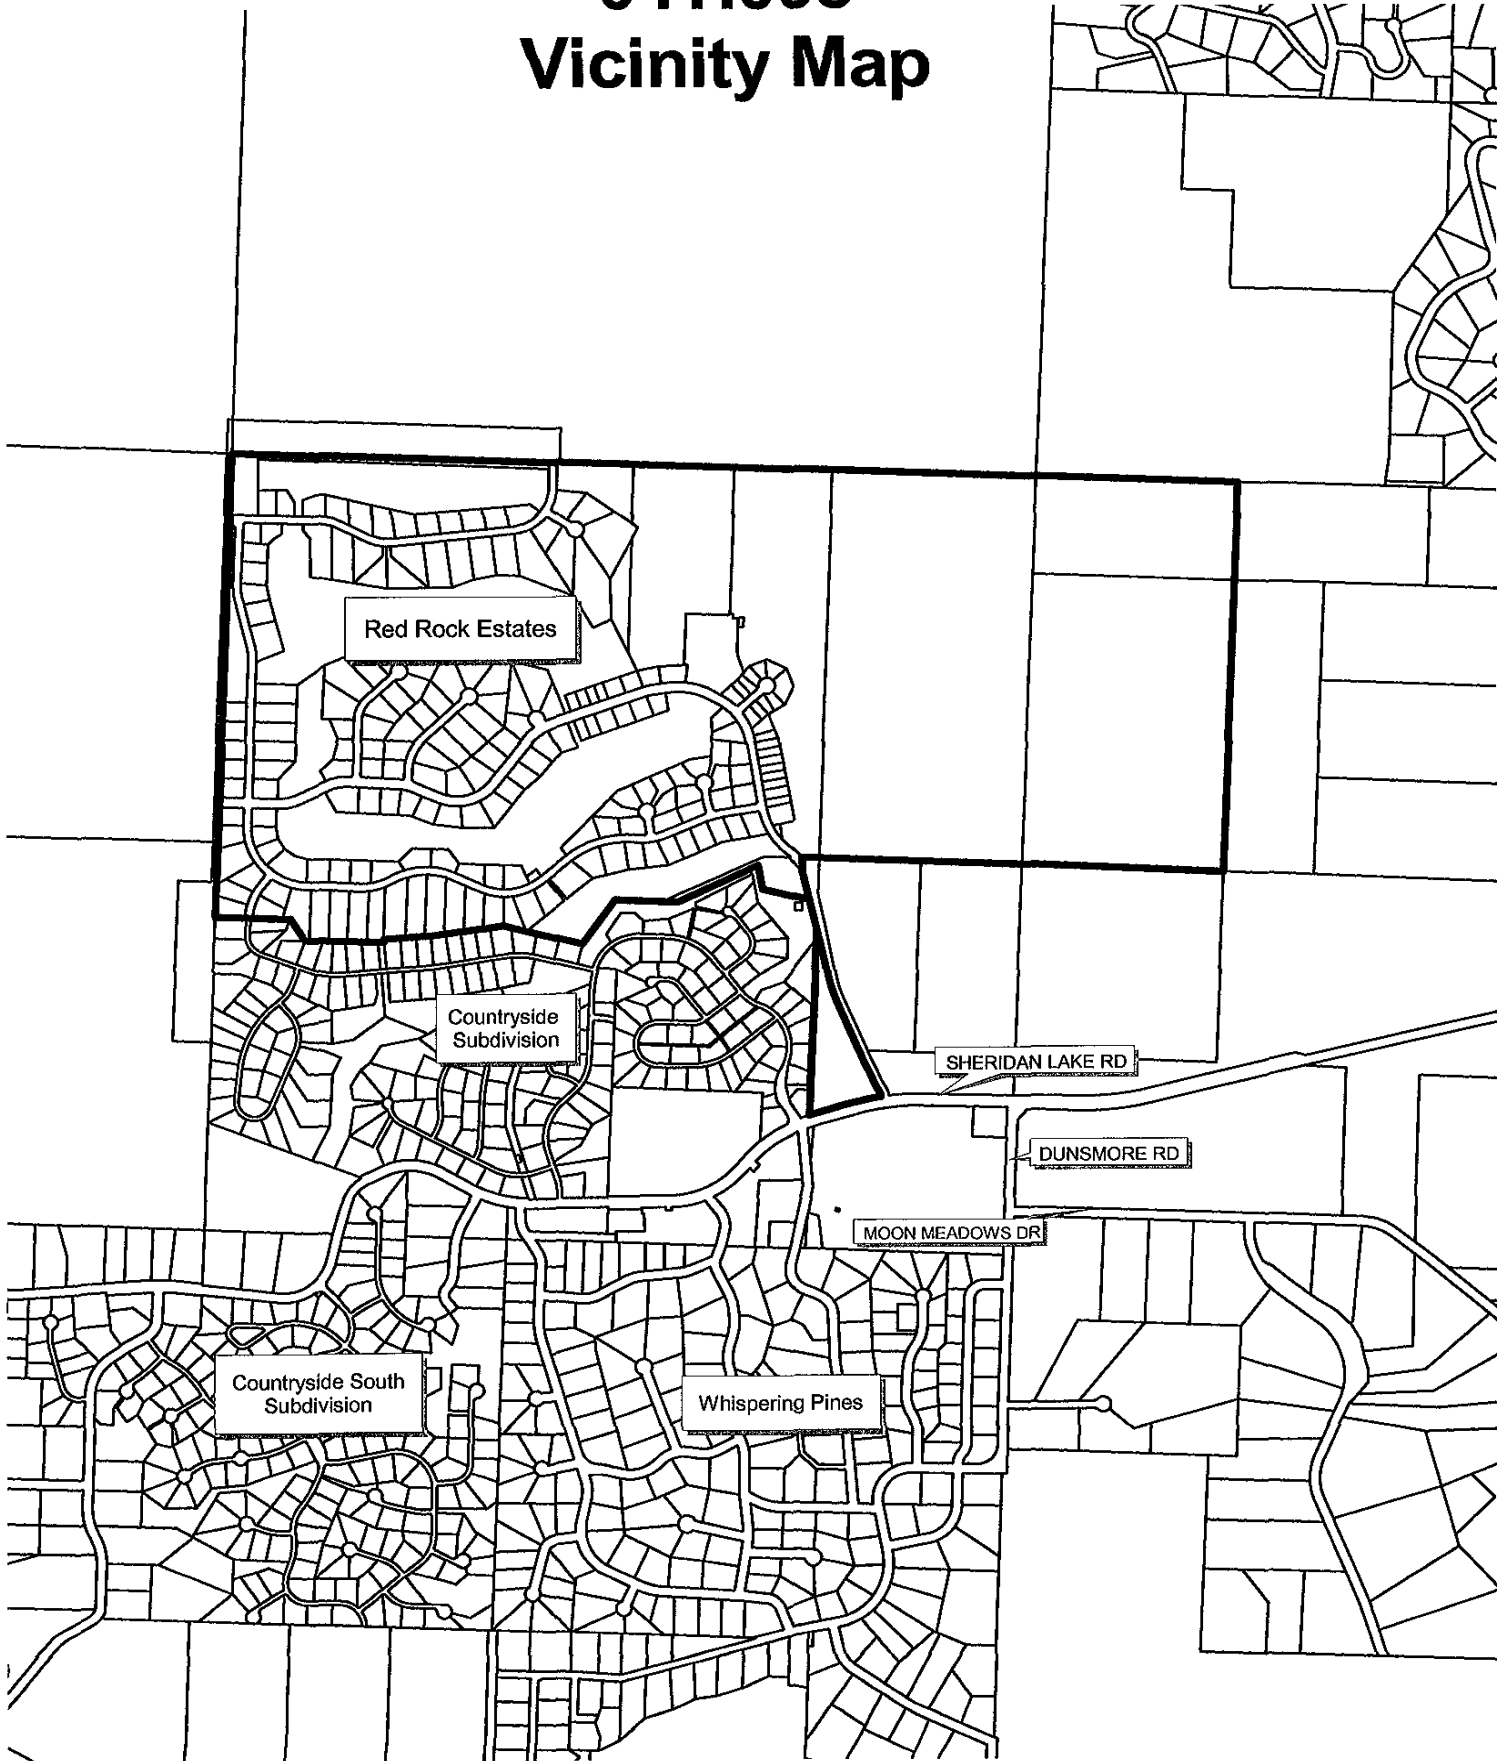 Vicinity Map
Red Rock Estates
Countryside
Subdivision
SHERIDAN LAKE RD
DUNSMORE RD
MOON MEADOWS DR
Countryside South
Subdivision
Whispering Pines